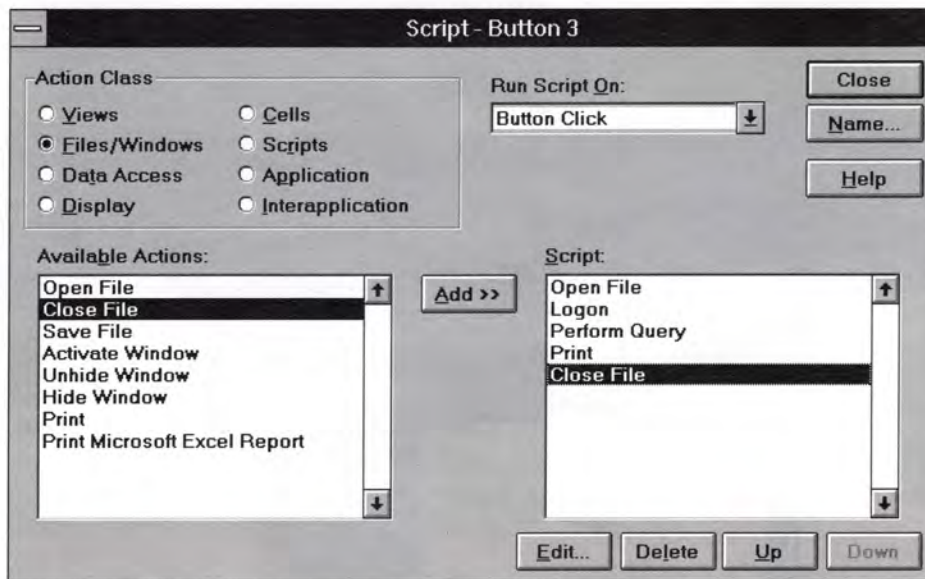 Script - Button 3
Action Class
Views
Files/Windows
Data Access
Display
Cells
Scripts
Application
Interapplication
Run Script On:
Button Click
Close
Name...
Help
Available Actions:
Open File
Close File
Save File
Activate Window
Unhide Window
Hide Window
Print
Print Microsoft Excel Report
Add >>
Script:
Open File
Logon
Perform Query
Print
Close File
Edit...
Delete
Up
Down